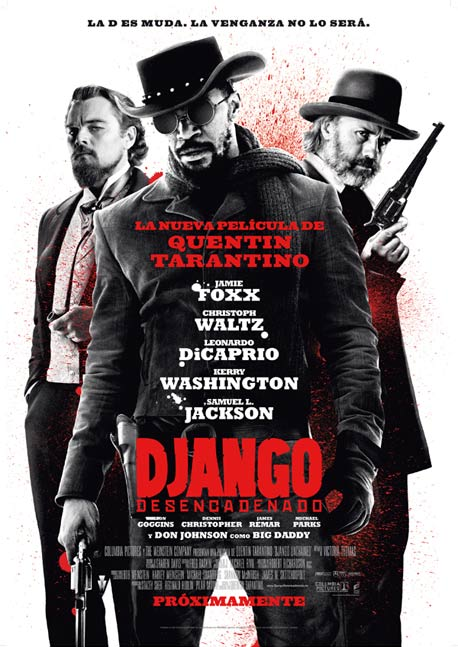 LA D ES MUDA. LA VENGANZA NO LO SERÁ.
LA NUEVA PELÍCULA DE
QUENTIN
TARANTINO
JAMIE
FOXX
CHRISTOPH
WALTZ
LEONARDO
DiCAPRIO
KERRY
WASHINGTON
SAMUEL L.
JACKSON
DJANGO
DESENCADENADO
GOGGINS
DENNIS
CHRISTOPHER
JAMES
REMAR
MICHAEL
PARKS
Y DON JOHNSON COMO BIG DADDY
COLUMBIA PICTURES
PRÓXIMAMENTE